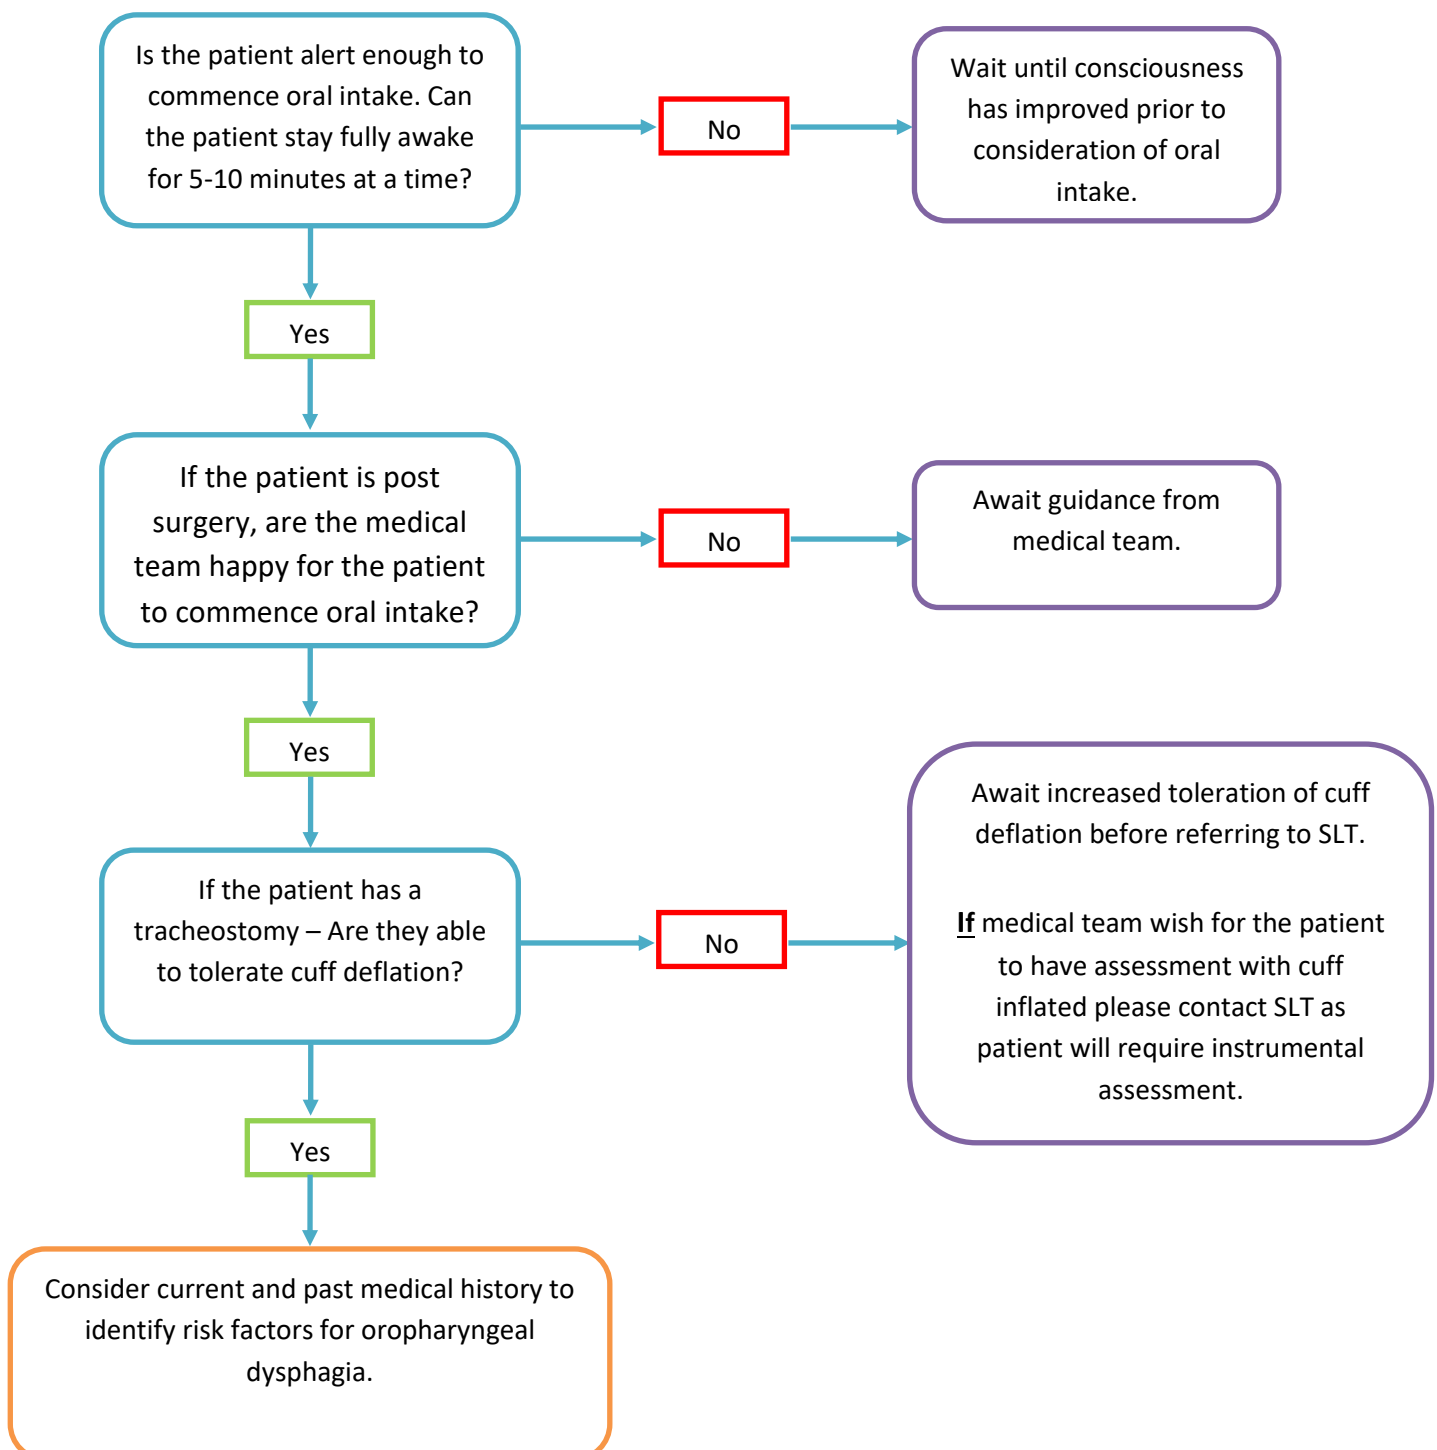 Is the patient alert enough to
commence oral intake. Can
the patient stay fully awake
for 5-10 minutes at a time?
No
Wait until consciousness
has improved prior to
consideration of oral
intake.
Yes
If the patient is post
surgery, are the medical
team happy for the patient
to commence oral intake?
No
Await guidance from
medical team.
Yes
If the patient has a
tracheostomy – Are they able
to tolerate cuff deflation?
No
Await increased toleration of cuff
deflation before referring to SLT.
If medical team wish for the patient
to have assessment with cuff
inflated please contact SLT as
patient will require instrumental
assessment.
Yes
Consider current and past medical history to
identify risk factors for oropharyngeal
dysphagia.